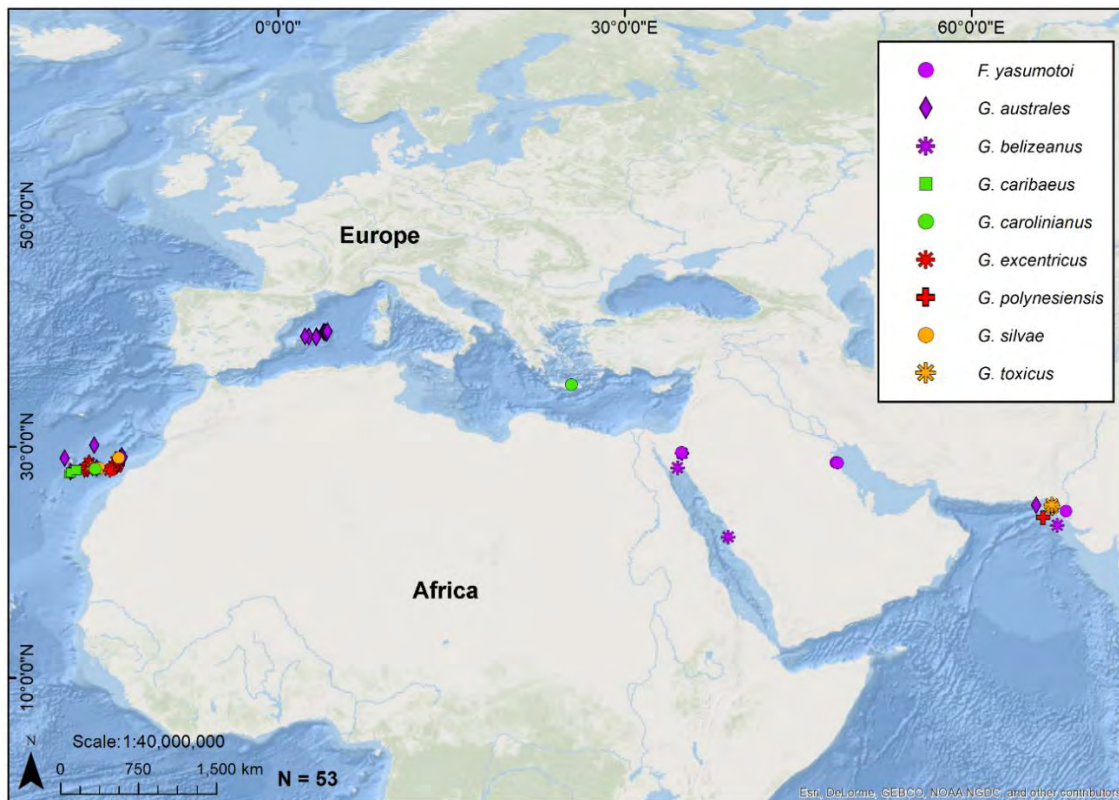 0°0'0"
30°0'0"E
60°0'0"E
F. yasumotoi
G. australes
G. belizeanus
G. caribaeus
G. carolinianus
G. excentricus
G. polynesiensis
G. silvae
G. toxicus
50°0'0"N
30°0'0"N
10°0'0"N
Europe
Africa
N
Scale:1:40,000,000
0 750 1,500 km
N = 53
Esri, DeLorme, GEBCO, NOAA NGDC, and other contributors